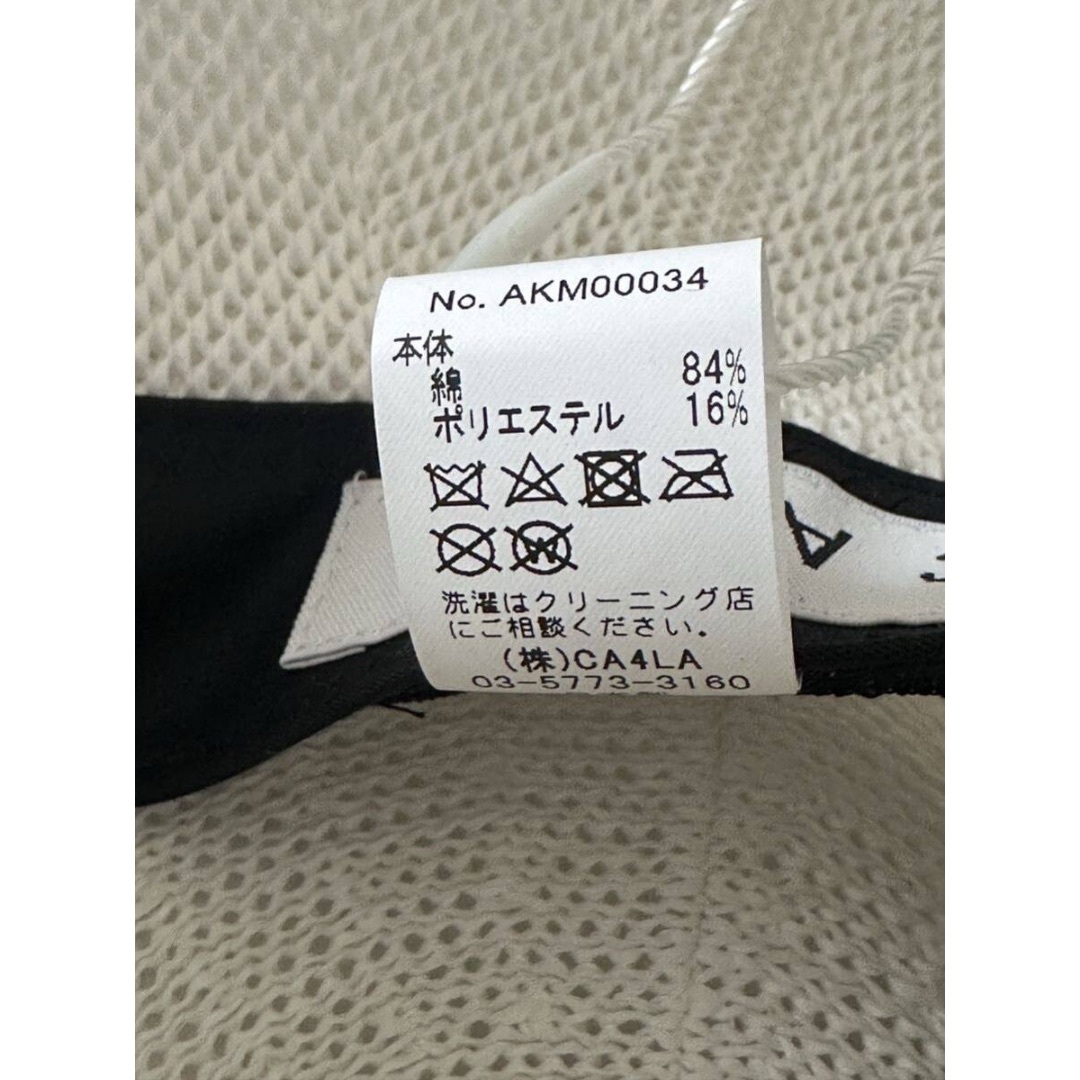 No. AKM00034
本体
綿 84%
ポリエステル 16%
W
洗濯はクリーニング店
にご相談ください。
(株)CA4LA
03-5773-3160
A